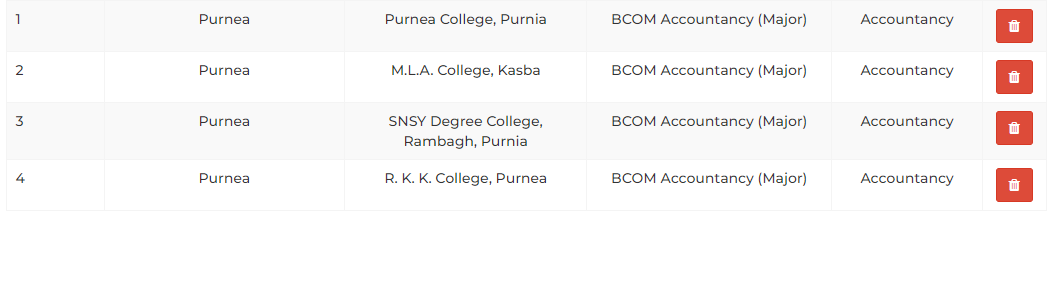 1 Purnea Purnea College, Purnia BCOM Accountancy (Major) Accountancy
2 Purnea M.L.A. College, Kasba BCOM Accountancy (Major) Accountancy
3 Purnea SNSY Degree College, BCOM Accountancy (Major) Accountancy
Rambagh, Purnia
4 Purnea R. K. K. College, Purnea BCOM Accountancy (Major) Accountancy